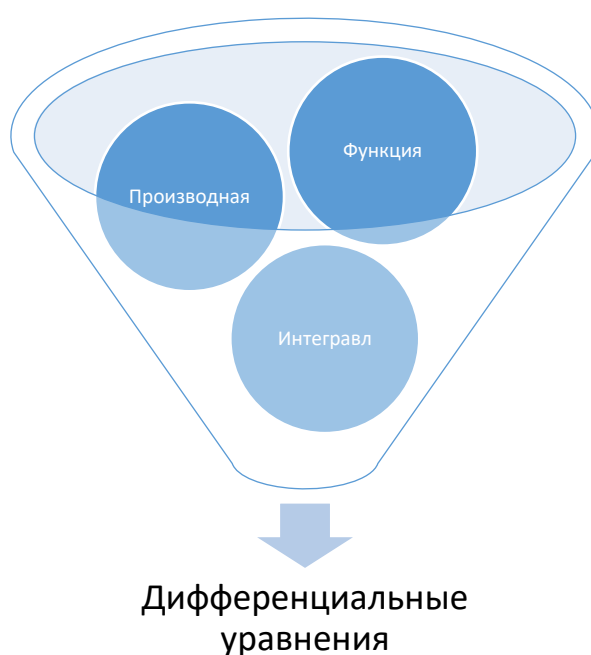 Функция
Производная
Интегравл
Дифференциальные
уравнения